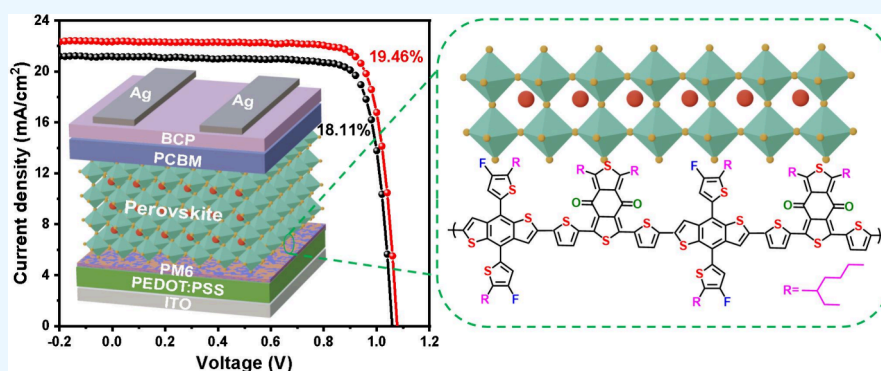 Current density (mA/cm²)
24
20
16
12
8
4
0
-0.2
0.0
0.2
0.4
0.6
0.8
1.0
1.2
Voltage (V)
19.46%
18.11%
Ag
Ag
BCP
PCBM
Perovskite
PM6
PEDOT:PSS
ITO
F
R
R
S
R
F
R
R
S
R
S
S
O
O
S
S
O
O
S
S
S
S
S
S
S
S
S
S
S
S
R
F
R
F
R=